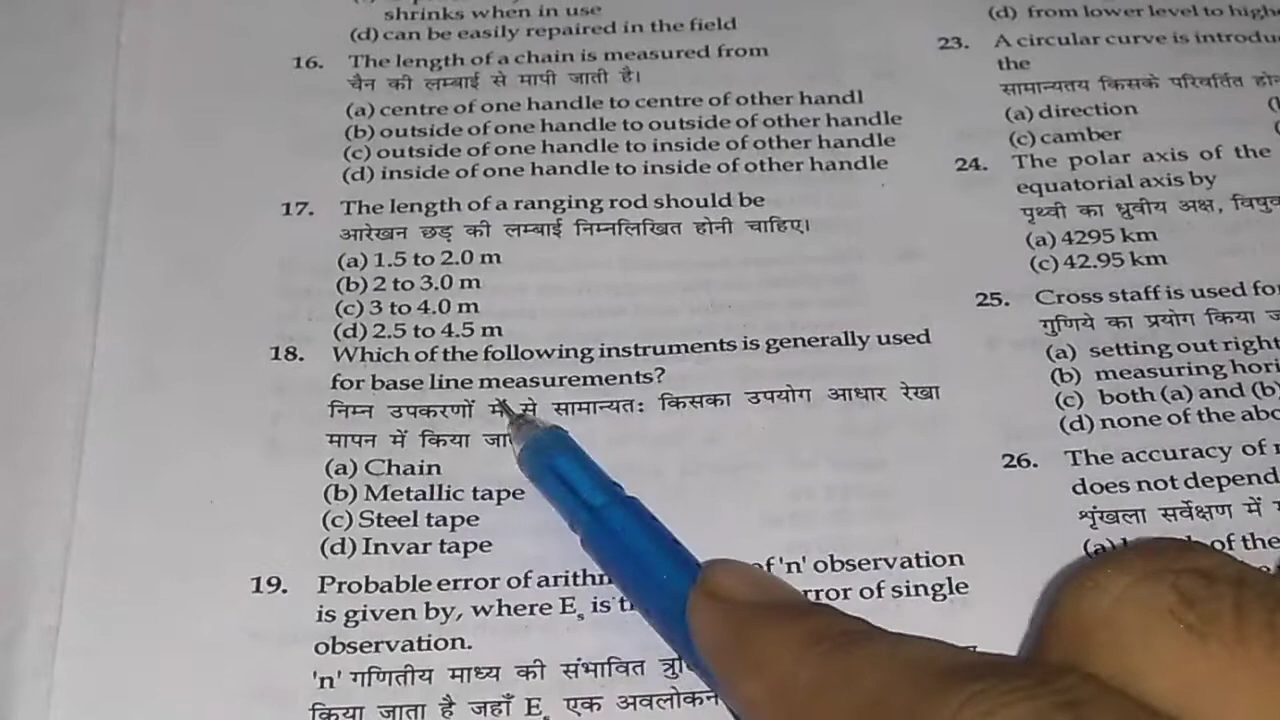 shrinks when in use
(d) can be easily repaired in the field
16. The length of a chain is measured from
चैन की लम्बाई से मापी जाती है।
(a) centre of one handle to centre of other handl
(b) outside of one handle to outside of other handle
(c) outside of one handle to inside of other handle
(d) inside of one handle to inside of other handle
17. The length of a ranging rod should be
आरेखन छड़ की लम्बाई निम्नलिखित होनी चाहिए।
(a) 1.5 to 2.0 m
(b) 2 to 3.0 m
(c) 3 to 4.0 m
(d) 2.5 to 4.5 m
18. Which of the following instruments is generally used
for base line measurements?
निम्न उपकरणों में से सामान्यतः किसका उपयोग आधार रेखा
मापन में किया
(a) Chain
(b) Metallic tape
(c) Steel tape
(d) Invar tape
19. Probable error of of 'n' observation
is given by, where Es is error of single
observation.
'n' गणितीय माध्य की संभावित
किया जाता है जहाँ Es एक अवलोकन
(d) from lower level to
23. A circular curve is
the
सामान्यतय किसके परिवर्तित
(a) direction
(c) camber
24. The polar axis of the
equatorial axis by
पृथ्वी का ध्रुवीय अक्ष,
(a) 4295 km
(c) 42.95 km
25. Cross staff is used
गुणिये का प्रयोग किया
(a) setting out right
(b) measuring
(c) both (a) and (b)
(d) none of the
26. The accuracy of
does not depend
शृंखला सर्वेक्षण में
(a) of the